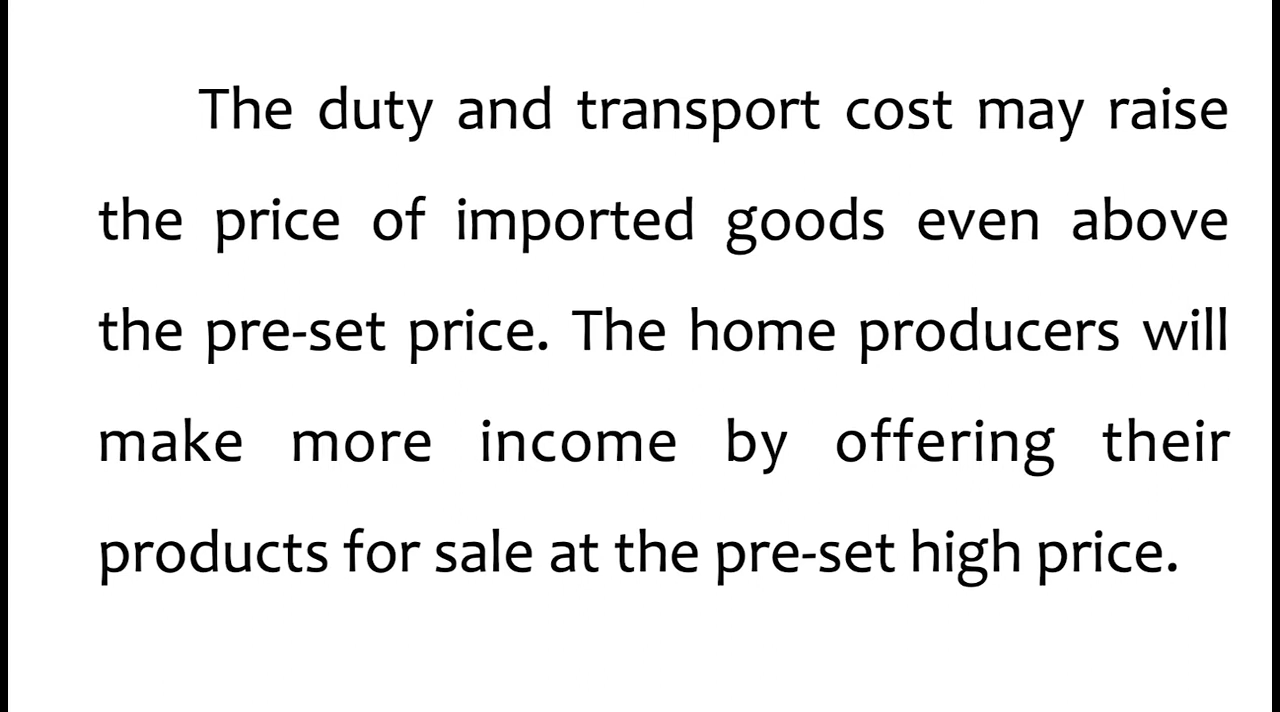 The duty and transport cost may raise
the price of imported goods even above
the pre-set price. The home producers will
make more income by offering their
products for sale at the pre-set high price.